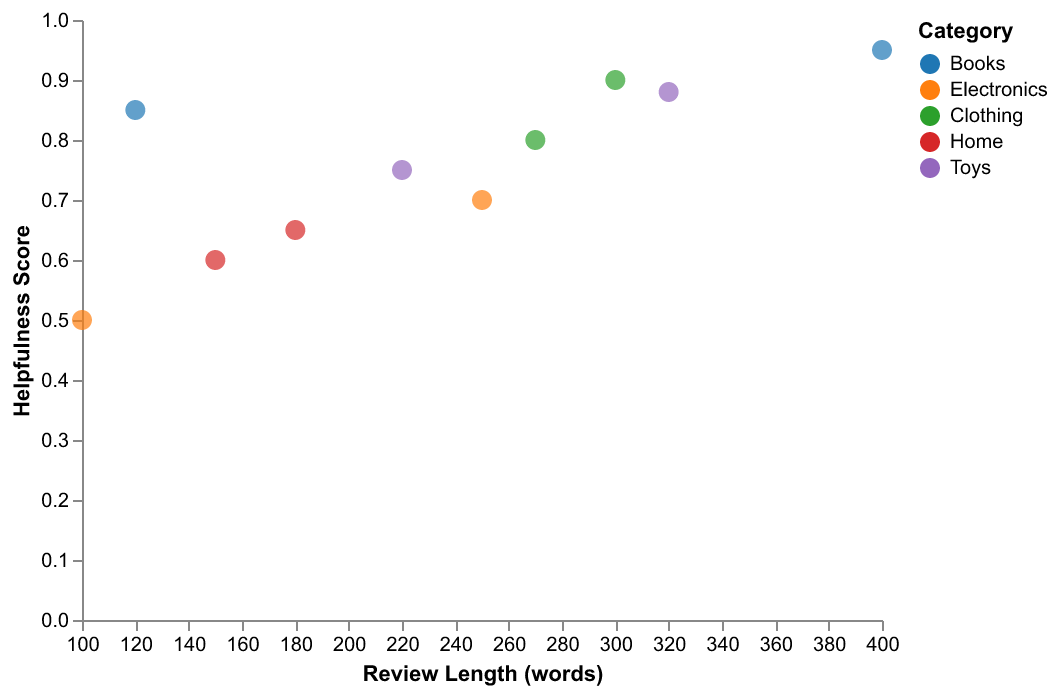 1.0
0.9
0.8
0.7
0.6
0.5
0.4
0.3
0.2
0.1
0.0
Helpfulness Score
100 120 140 160 180 200 220 240 260 280 300 320 340 360 380 400
Review Length (words)
Category
Books
Electronics
Clothing
Home
Toys